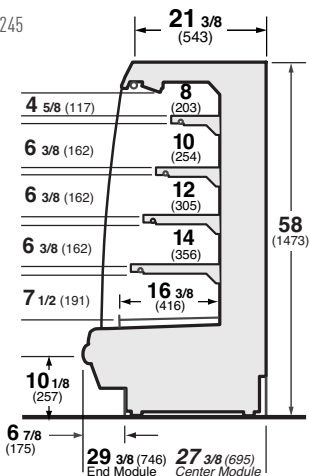 245
21 3/8
(543)
8
(203)
4 5/8 (117)
10
(254)
6 3/8 (162)
12
(305)
6 3/8 (162)
58
(1473)
14
(356)
6 3/8 (162)
16 3/8
(416)
7 1/2 (191)
10 1/8
(257)
6 7/8
(175)
29 3/8 (746)
End Module
27 3/8 (695)
Center Module